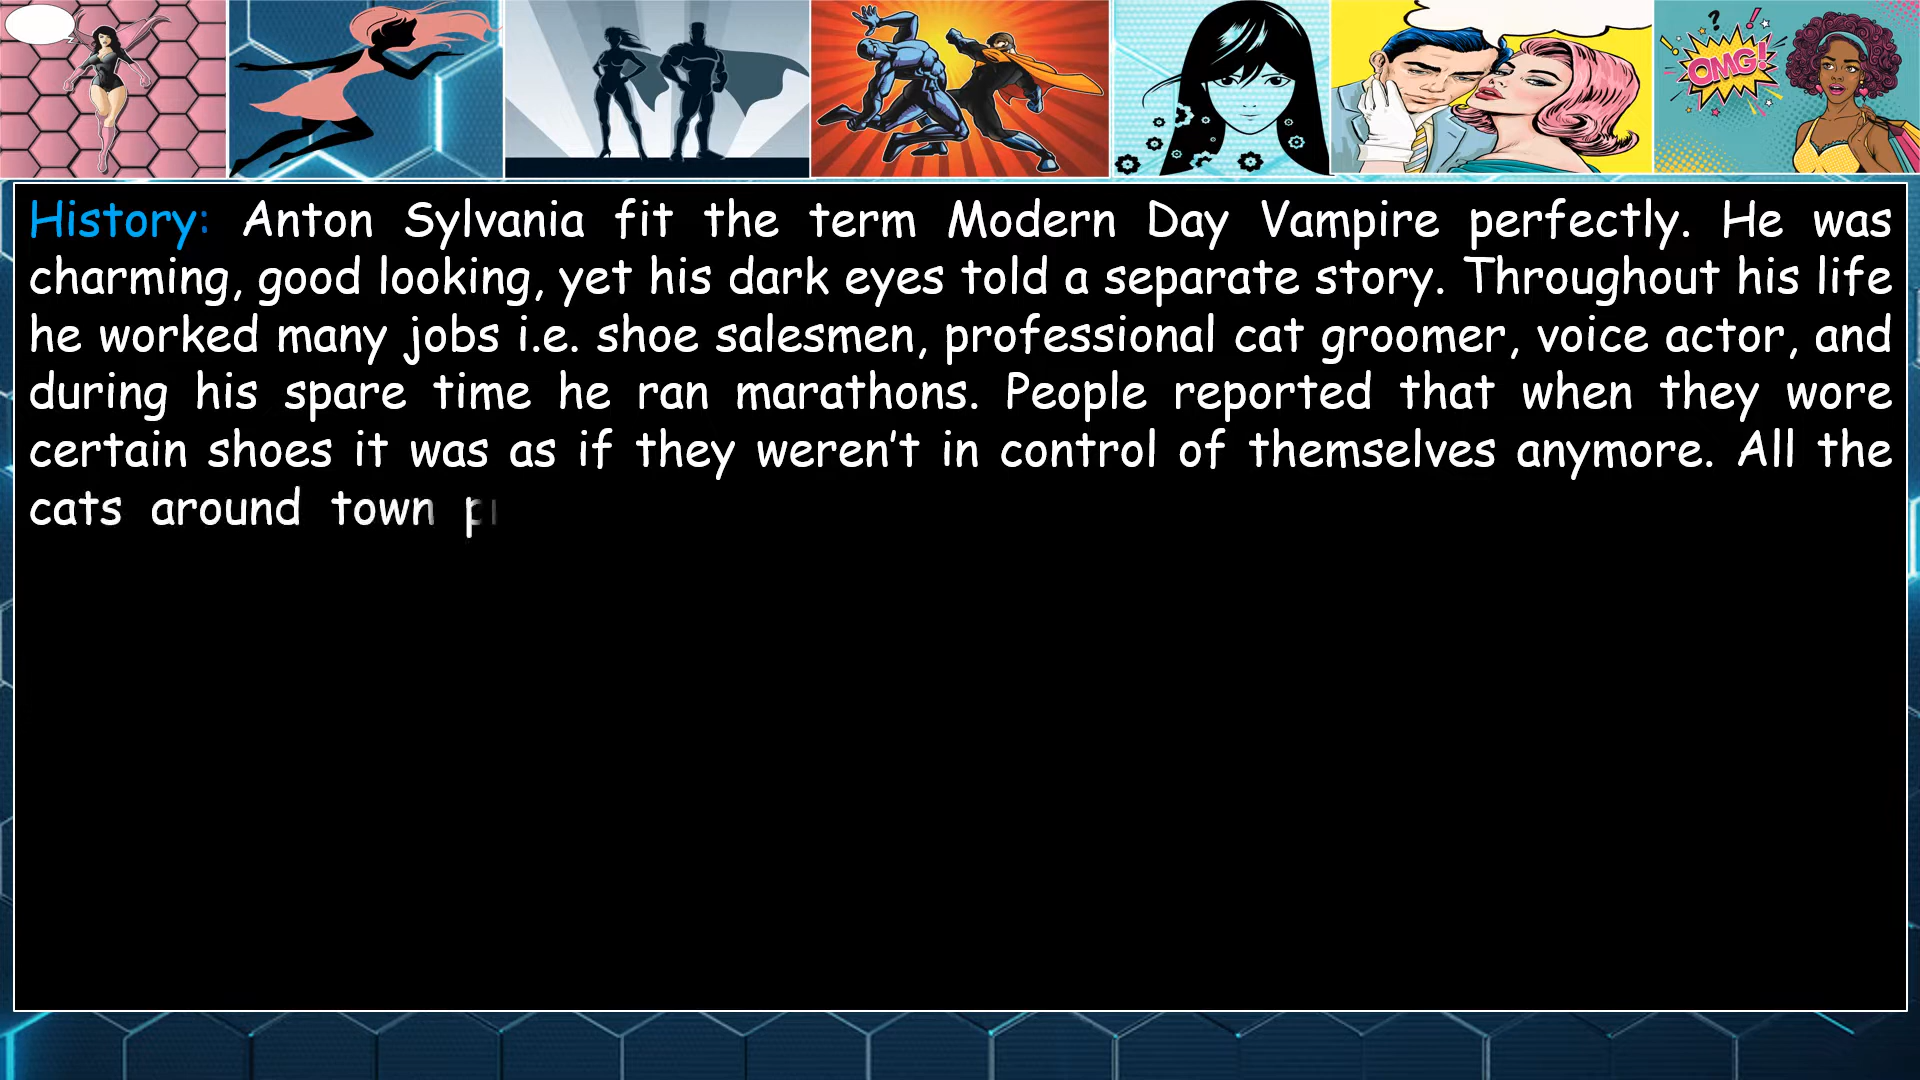 OMG!
? !
History: Anton Sylvania fit the term Modern Day Vampire perfectly. He was
charming, good looking, yet his dark eyes told a separate story. Throughout his life
he worked many jobs i.e. shoe salesmen, professional cat groomer, voice actor, and
during his spare time he ran marathons. People reported that when they wore
certain shoes it was as if they weren’t in control of themselves anymore. All the
cats around town